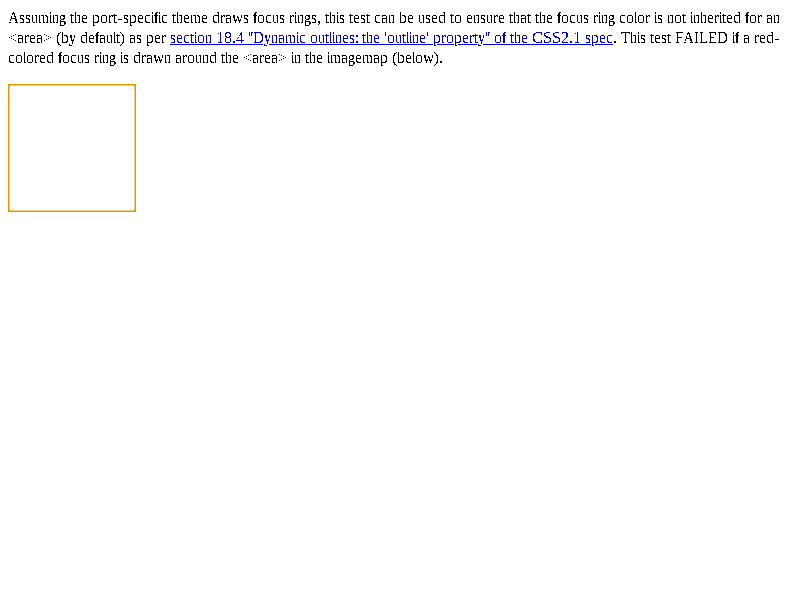 Assuming the port-specific theme draws focus rings, this test can be used to ensure that the focus ring color is not inherited for an
<area> (by default) as per section 18.4 "Dynamic outlines: the 'outline' property" of the CSS2.1 spec. This test FAILED if a red-
colored focus ring is drawn around the <area> in the imagemap (below).